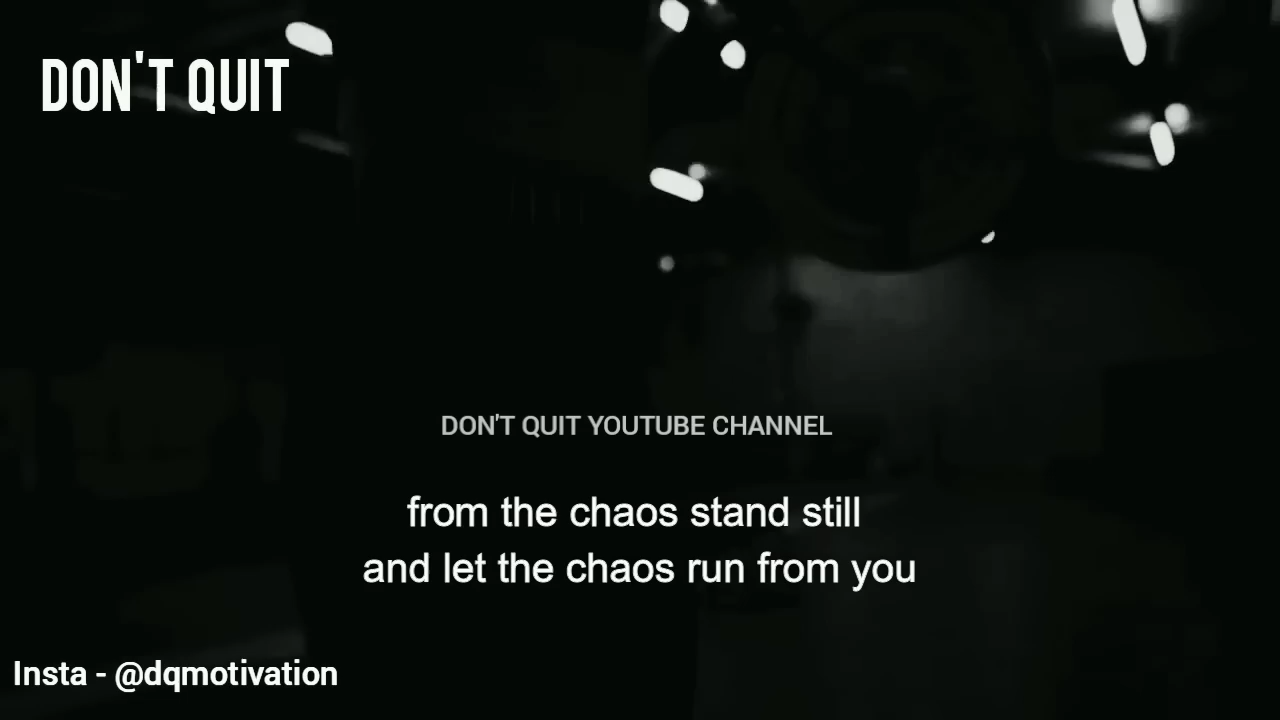 DON'T QUIT
DON'T QUIT YOUTUBE CHANNEL
from the chaos stand still
and let the chaos run from you
Insta - @dqmotivation